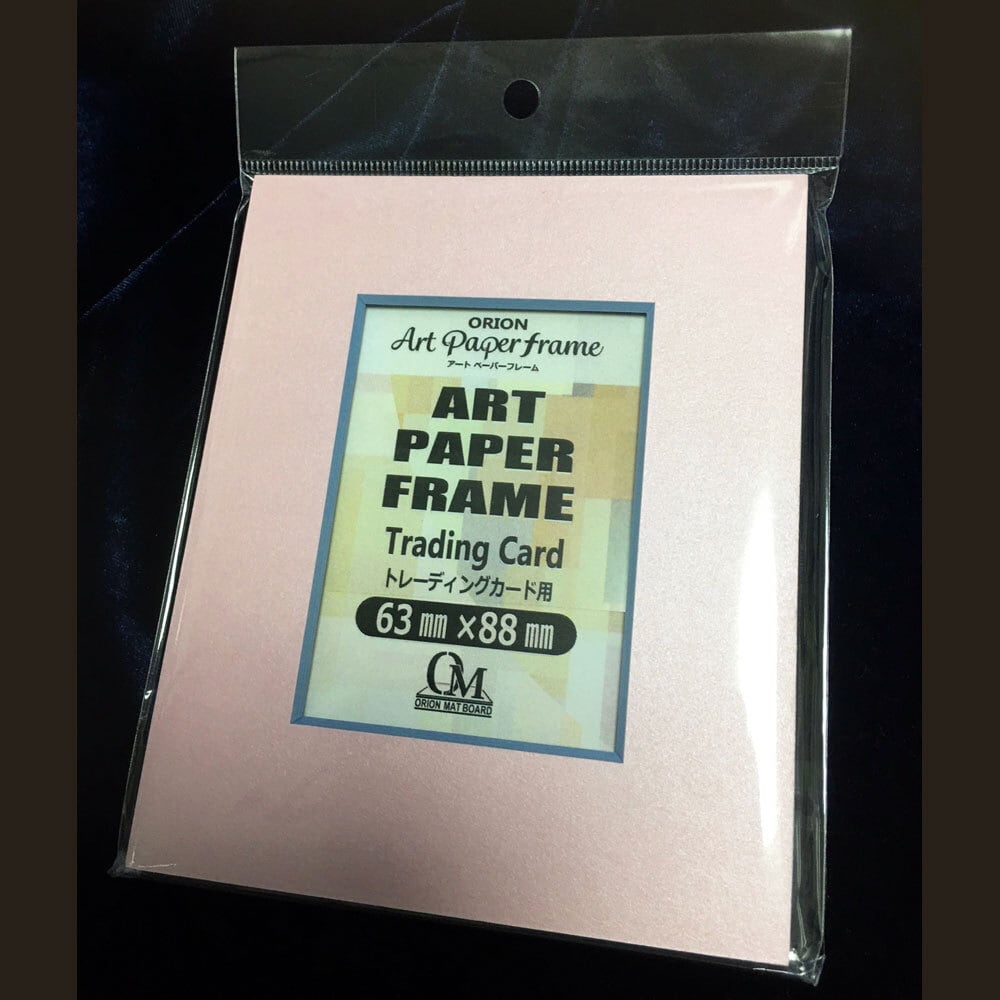 ORION
Art Paper frame
アート ペーパーフレーム
ART
PAPER
FRAME
Trading Card
トレーディングカード用
63㎜×88㎜
OM
ORION MAT BOARD